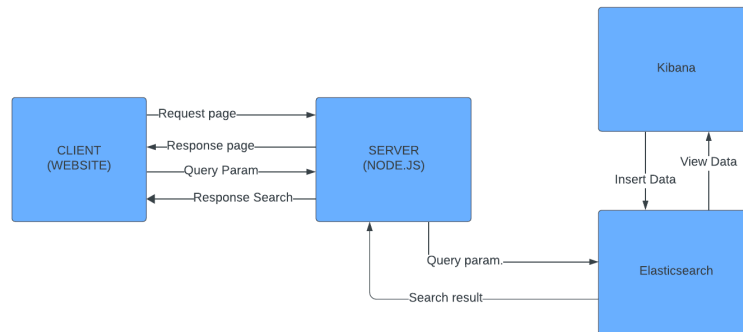 Kibana
Request page
CLIENT
(WEBSITE)
Response page
SERVER
(NODE.JS)
Query Param
View Data
Insert Data
Response Search
Query param.
Elasticsearch
Search result